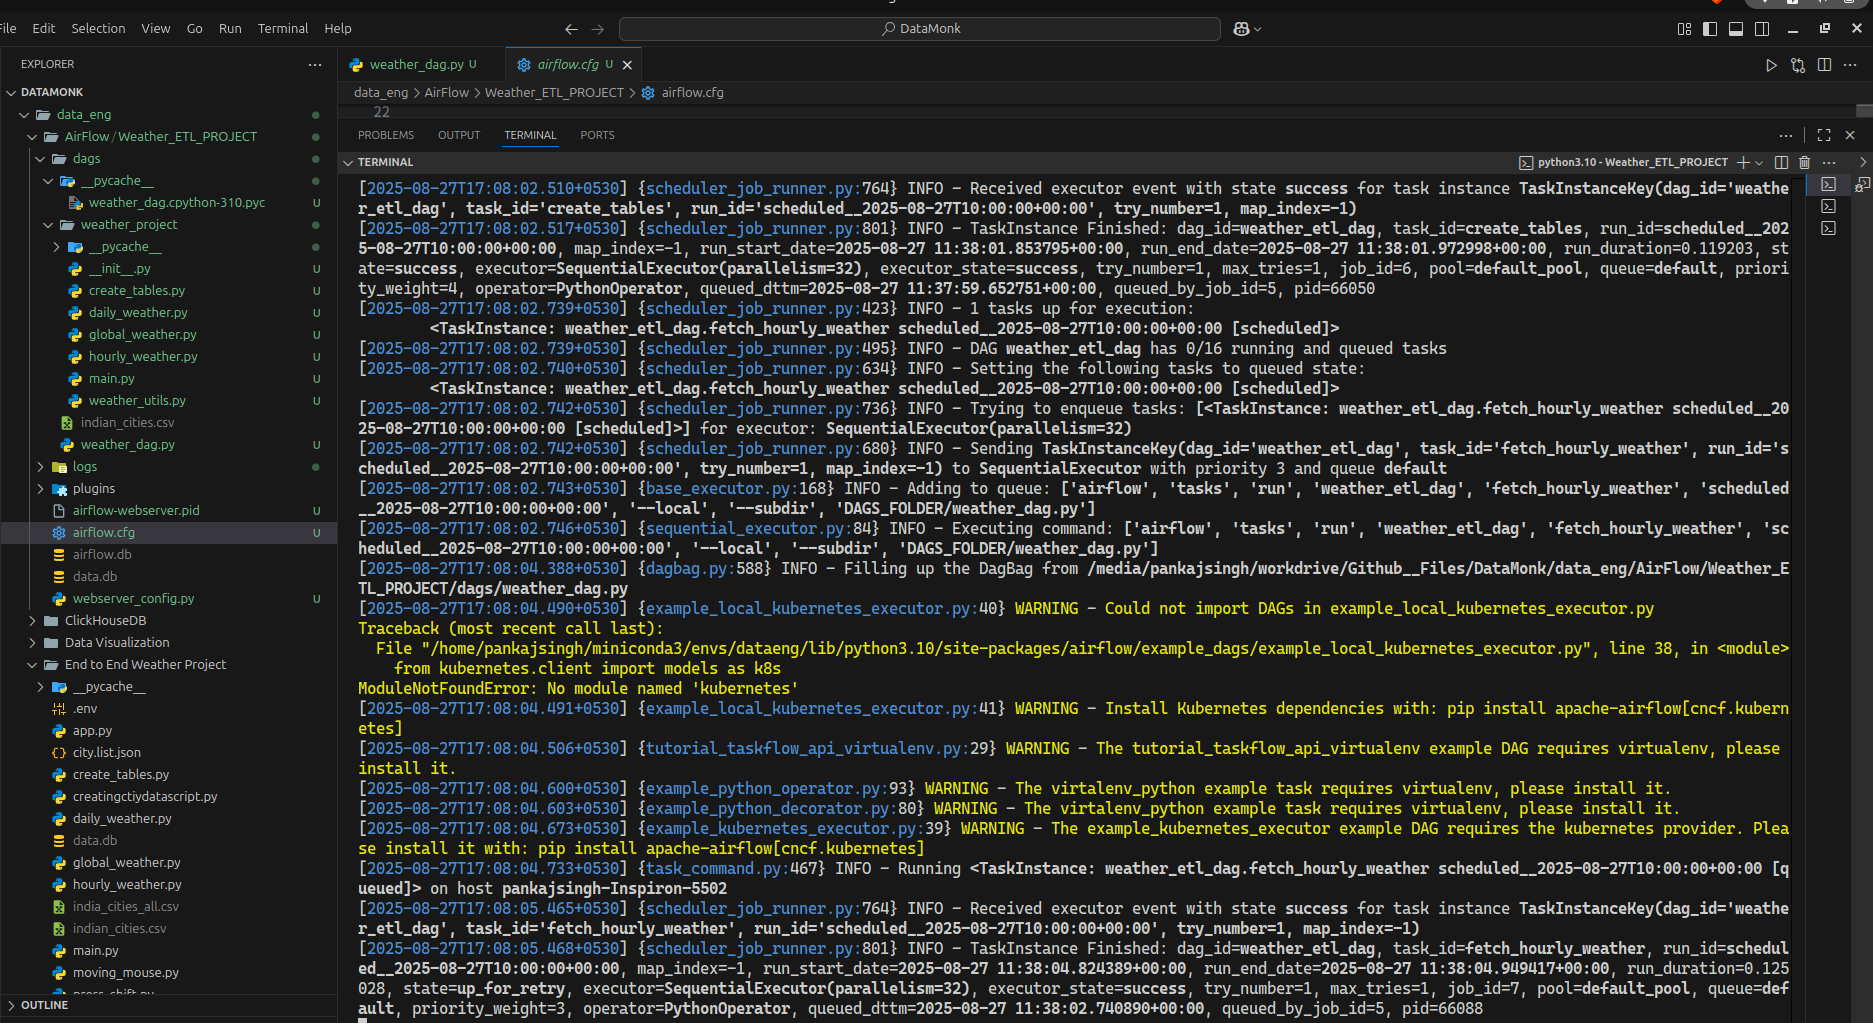 File Edit Selection View Go Run Terminal Help
DataMonk
EXPLORER
DATAMONK
data_eng
AirFlow / Weather_ETL_PROJECT
dags
__pycache__
weather_dag.cpython-310.pyc U
weather_project
__pycache__
__init__.py U
create_tables.py U
daily_weather.py U
global_weather.py U
hourly_weather.py U
main.py U
weather_utils.py U
indian_cities.csv
weather_dag.py U
logs
plugins
airflow-webserver.pid U
airflow.cfg U
airflow.db
data.db
webserver_config.py U
ClickHouseDB
Data Visualization
End to End Weather Project
__pycache__
.env
app.py
city.list.json
create_tables.py
creatingctiydatascript.py
daily_weather.py
data.db
global_weather.py
hourly_weather.py
india_cities_all.csv
indian_cities.csv
main.py
moving_mouse.py
press_shift.py
OUTLINE
weather_dag.py U
airflow.cfg U
data_eng > AirFlow > Weather_ETL_PROJECT > airflow.cfg
22
PROBLEMS OUTPUT TERMINAL PORTS
TERMINAL
python3.10 - Weather_ETL_PROJECT
[2025-08-27T17:08:02.510+0530] {scheduler_job_runner.py:764} INFO - Received executor event with state success for task instance TaskInstanceKey(dag_id='weathe
r_etl_dag', task_id='create_tables', run_id='scheduled__2025-08-27T10:00:00+00:00', try_number=1, map_index=-1)
[2025-08-27T17:08:02.517+0530] {scheduler_job_runner.py:801} INFO - TaskInstance Finished: dag_id=weather_etl_dag, task_id=create_tables, run_id=scheduled__202
5-08-27T10:00:00+00:00, map_index=-1, run_start_date=2025-08-27 11:38:01.853795+00:00, run_end_date=2025-08-27 11:38:01.972998+00:00, run_duration=0.119203, st
ate=success, executor=SequentialExecutor(parallelism=32), executor_state=success, try_number=1, max_tries=1, job_id=6, pool=default_pool, queue=default, priori
ty_weight=4, operator=PythonOperator, queued_dttm=2025-08-27 11:37:59.652751+00:00, queued_by_job_id=5, pid=66050
[2025-08-27T17:08:02.739+0530] {scheduler_job_runner.py:423} INFO - 1 tasks up for execution:
<TaskInstance: weather_etl_dag.fetch_hourly_weather scheduled__2025-08-27T10:00:00+00:00 [scheduled]>
[2025-08-27T17:08:02.739+0530] {scheduler_job_runner.py:495} INFO - DAG weather_etl_dag has 0/16 running and queued tasks
[2025-08-27T17:08:02.740+0530] {scheduler_job_runner.py:634} INFO - Setting the following tasks to queued state:
<TaskInstance: weather_etl_dag.fetch_hourly_weather scheduled__2025-08-27T10:00:00+00:00 [scheduled]>
[2025-08-27T17:08:02.742+0530] {scheduler_job_runner.py:736} INFO - Trying to enqueue tasks: [<TaskInstance: weather_etl_dag.fetch_hourly_weather scheduled__20
25-08-27T10:00:00+00:00 [scheduled]>] for executor: SequentialExecutor(parallelism=32)
[2025-08-27T17:08:02.742+0530] {scheduler_job_runner.py:680} INFO - Sending TaskInstanceKey(dag_id='weather_etl_dag', task_id='fetch_hourly_weather', run_id='s
cheduled__2025-08-27T10:00:00+00:00', try_number=1, map_index=-1) to SequentialExecutor with priority 3 and queue default
[2025-08-27T17:08:02.743+0530] {base_executor.py:168} INFO - Adding to queue: ['airflow', 'tasks', 'run', 'weather_etl_dag', 'fetch_hourly_weather', 'scheduled
__2025-08-27T10:00:00+00:00', '--local', '--subdir', 'DAGS_FOLDER/weather_dag.py']
[2025-08-27T17:08:02.746+0530] {sequential_executor.py:84} INFO - Executing command: ['airflow', 'tasks', 'run', 'weather_etl_dag', 'fetch_hourly_weather', 'sc
heduled__2025-08-27T10:00:00+00:00', '--local', '--subdir', 'DAGS_FOLDER/weather_dag.py']
[2025-08-27T17:08:04.388+0530] {dagbag.py:588} INFO - Filling up the DagBag from /media/pankajsingh/workdrive/Github__Files/DataMonk/data_eng/AirFlow/Weather_E
TL_PROJECT/dags/weather_dag.py
[2025-08-27T17:08:04.490+0530] {example_local_kubernetes_executor.py:40} WARNING - Could not import DAGs in example_local_kubernetes_executor.py
Traceback (most recent call last):
File "/home/pankajsingh/miniconda3/envs/dataeng/lib/python3.10/site-packages/airflow/example_dags/example_local_kubernetes_executor.py", line 38, in <module>
from kubernetes.client import models as k8s
ModuleNotFoundError: No module named 'kubernetes'
[2025-08-27T17:08:04.491+0530] {example_local_kubernetes_executor.py:41} WARNING - Install Kubernetes dependencies with: pip install apache-airflow[cncf.kubern
etes]
[2025-08-27T17:08:04.506+0530] {tutorial_taskflow_api_virtualenv.py:29} WARNING - The tutorial_taskflow_api_virtualenv example DAG requires virtualenv, please
install it.
[2025-08-27T17:08:04.600+0530] {example_python_operator.py:93} WARNING - The virtalenv_python example task requires virtualenv, please install it.
[2025-08-27T17:08:04.603+0530] {example_python_decorator.py:80} WARNING - The virtalenv_python example task requires virtualenv, please install it.
[2025-08-27T17:08:04.673+0530] {example_kubernetes_executor.py:39} WARNING - The example_kubernetes_executor example DAG requires the kubernetes provider. Plea
se install it with: pip install apache-airflow[cncf.kubernetes]
[2025-08-27T17:08:04.733+0530] {task_command.py:467} INFO - Running <TaskInstance: weather_etl_dag.fetch_hourly_weather scheduled__2025-08-27T10:00:00+00:00 [q
ueued]> on host pankajsingh-Inspiron-5502
[2025-08-27T17:08:05.465+0530] {scheduler_job_runner.py:764} INFO - Received executor event with state success for task instance TaskInstanceKey(dag_id='weathe
r_etl_dag', task_id='fetch_hourly_weather', run_id='scheduled__2025-08-27T10:00:00+00:00', try_number=1, map_index=-1)
[2025-08-27T17:08:05.468+0530] {scheduler_job_runner.py:801} INFO - TaskInstance Finished: dag_id=weather_etl_dag, task_id=fetch_hourly_weather, run_id=schedul
ed__2025-08-27T10:00:00+00:00, map_index=-1, run_start_date=2025-08-27 11:38:04.824389+00:00, run_end_date=2025-08-27 11:38:04.949417+00:00, run_duration=0.125
028, state=up_for_retry, executor=SequentialExecutor(parallelism=32), executor_state=success, try_number=1, max_tries=1, job_id=7, pool=default_pool, queue=def
ault, priority_weight=3, operator=PythonOperator, queued_dttm=2025-08-27 11:38:02.740890+00:00, queued_by_job_id=5, pid=66088